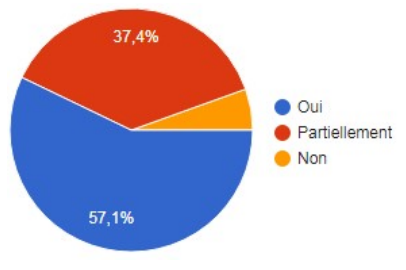 37,4%
Oui
Partiellement
Non
57,1%